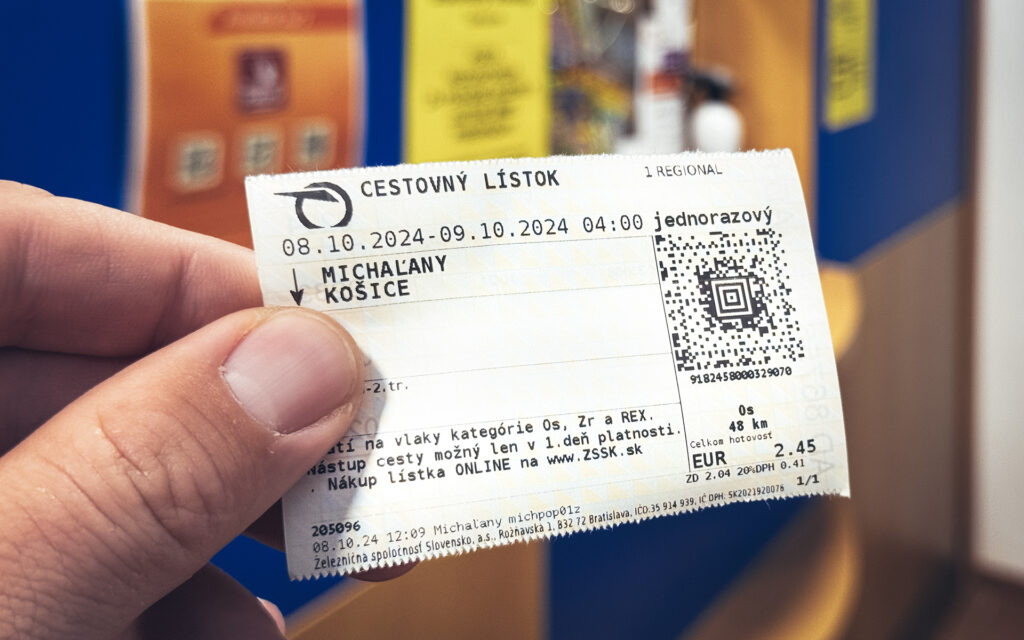 CESTOVNÝ LÍSTOK
1 REGIONAL
08.10.2024-09.10.2024 04:00
jednorazový
MICHAĽANY
KOŠICE
9182458000329070
-2.tr.
Os
48 km
Celkom hotovosť
EUR 2.45
ZD 2.04 20%DPH 0.41
1/1
na vlaky kategórie Os, Zr a REX.
Nástup cesty možný len v 1.deň platnosti.
. Nákup lístka ONLINE na www.ZSSK.sk
205096
08.10.24 12:09 Michaľany michpop01z
Železničná spoločnosť Slovensko, a.s., Rožňavská 1, 832 72 Bratislava, IČO:35 914 939, IČ DPH: SK2021920076